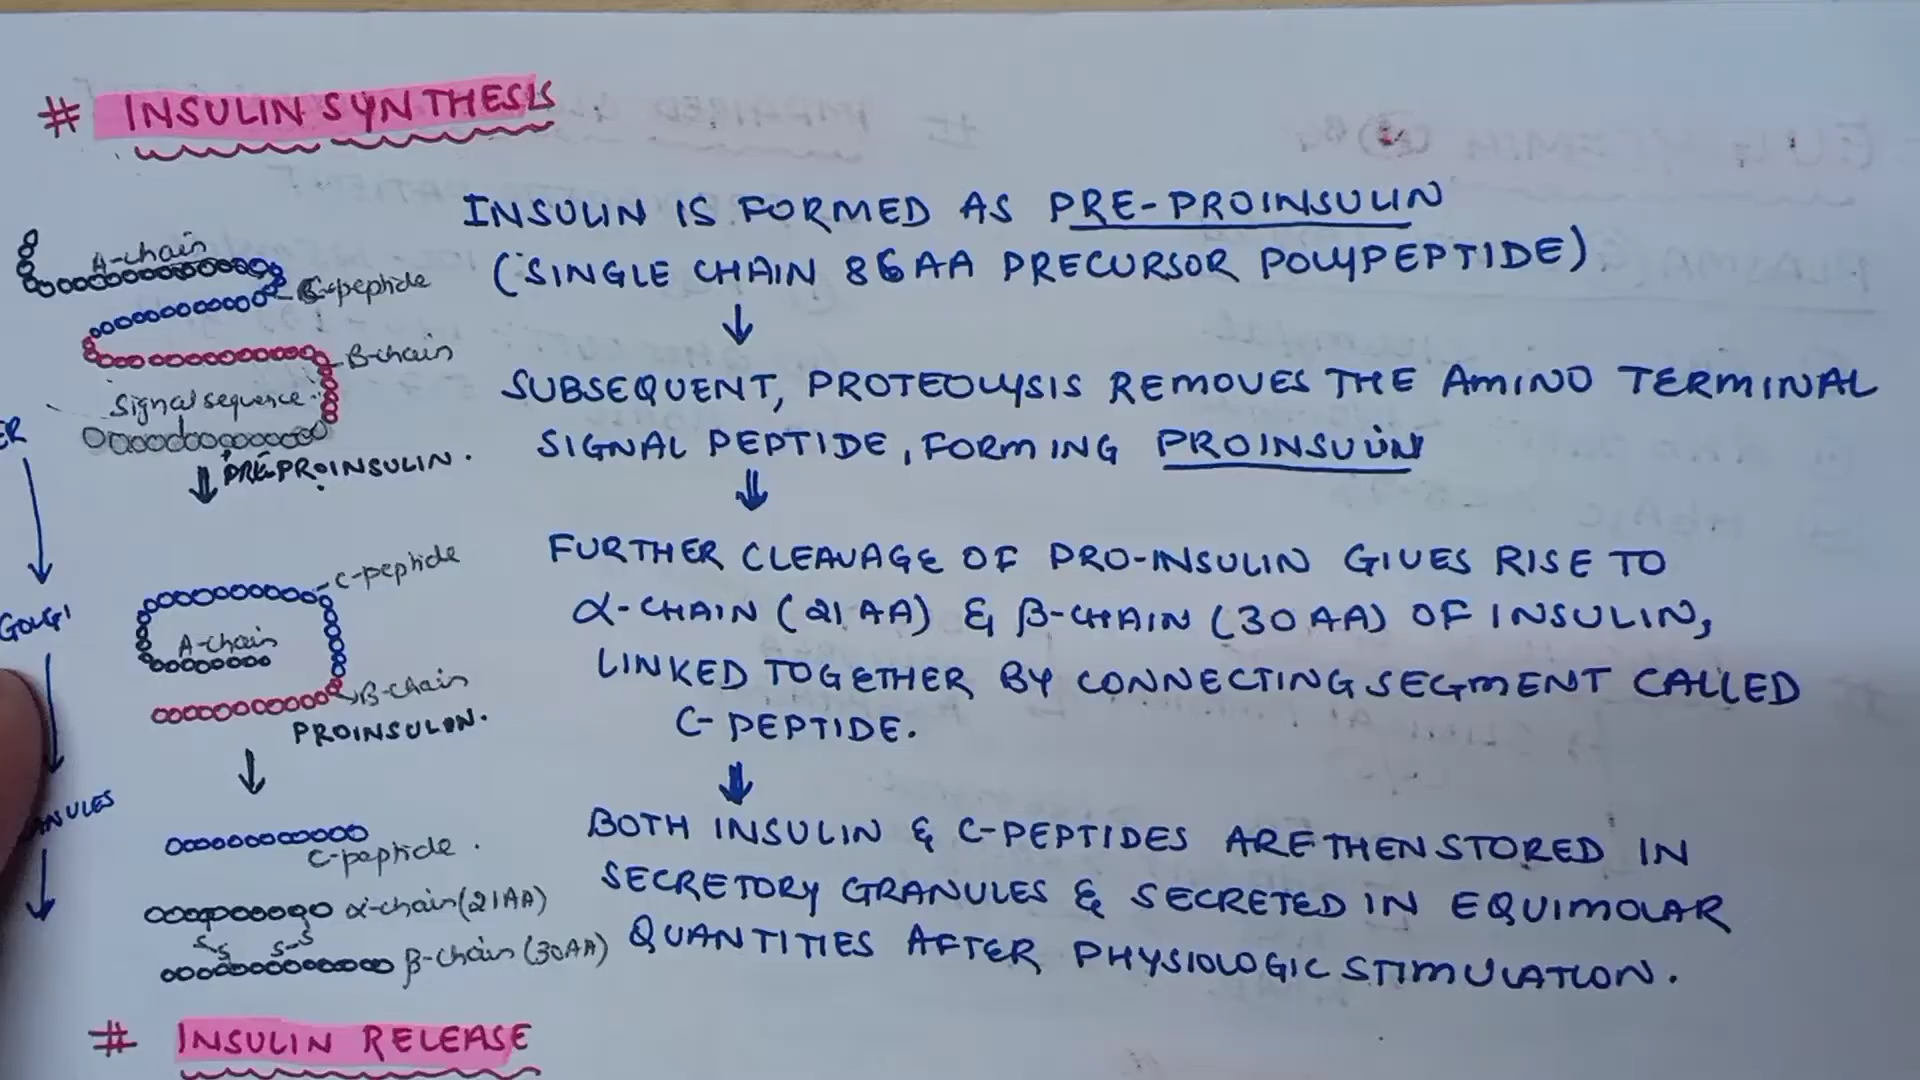 # INSULIN SYNTHESIS
INSULIN IS FORMED AS PRE-PROINSULIN
(SINGLE CHAIN 86AA PRECURSOR POLYPEPTIDE)
SUBSEQUENT, PROTEOLYSIS REMOVES THE AMINO TERMINAL
SIGNAL PEPTIDE, FORMING PROINSULIN
FURTHER CLEAVAGE OF PRO-INSULIN GIVES RISE TO
α-CHAIN (21 AA) & β-CHAIN (30 AA) OF INSULIN,
LINKED TOGETHER BY CONNECTING SEGMENT CALLED
C-PEPTIDE.
BOTH INSULIN & C-PEPTIDES ARE THEN STORED IN
SECRETORY GRANULES & SECRETED IN EQUIMOLAR
QUANTITIES AFTER PHYSIOLOGIC STIMULATION.
A-chain
C-peptide
B-chain
Signal sequence
PRE-PROINSULIN.
ER
GOLGI
ANULES
C-peptide
A-chain
B-chain
PROINSULIN.
C-peptide.
α-chain (21AA)
S S S-S
β-chain (30AA)
# INSULIN RELEASE